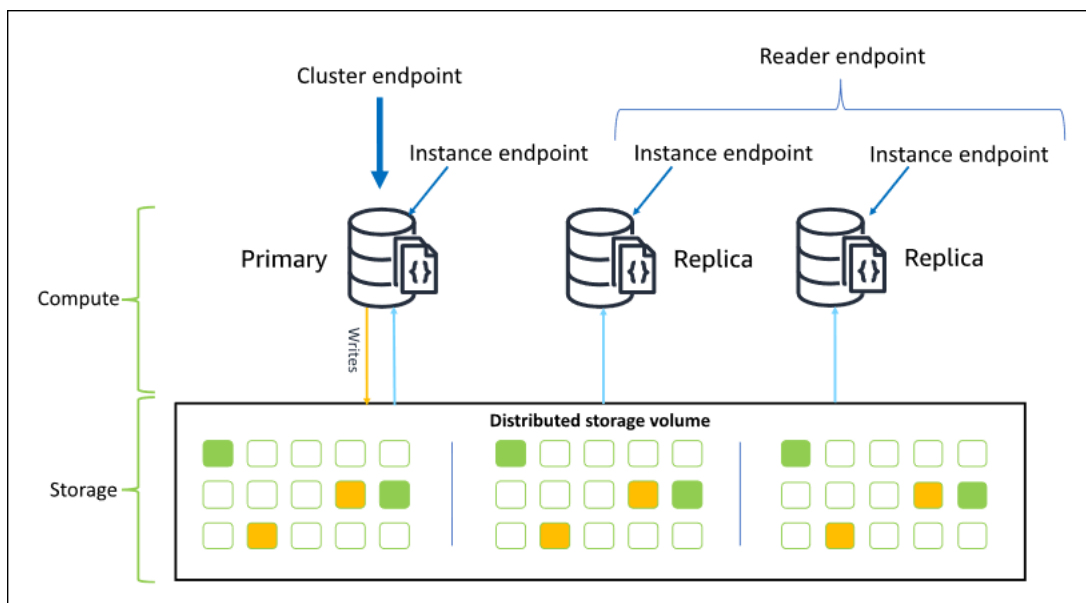 Reader endpoint
Cluster endpoint
Instance endpoint
Instance endpoint
Instance endpoint
Primary
{}
Replica
{}
Replica
{}
Compute
Writes
Distributed storage volume
Storage